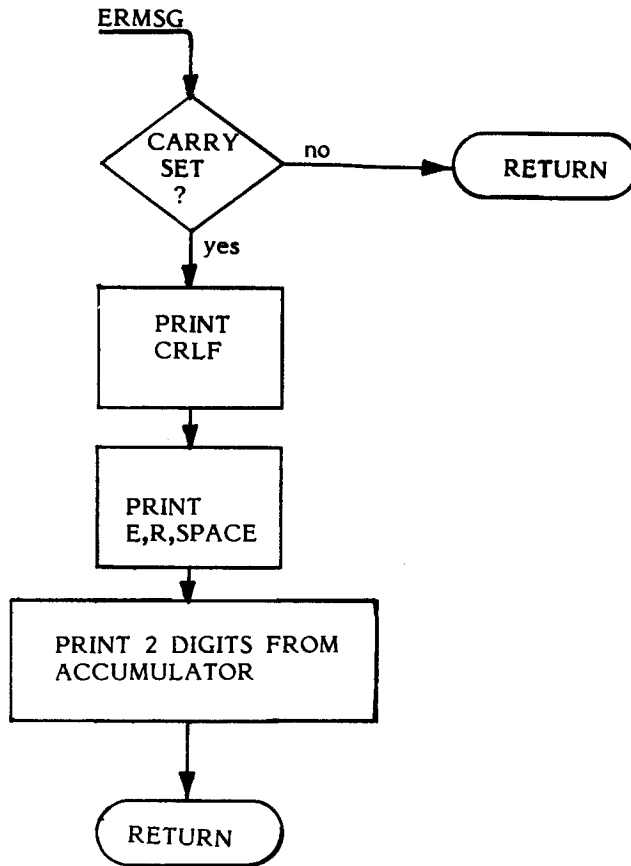 ERMSG
CARRY
SET
?
no
RETURN
yes
PRINT
CRLF
PRINT
E,R,SPACE
PRINT 2 DIGITS FROM
ACCUMULATOR
RETURN